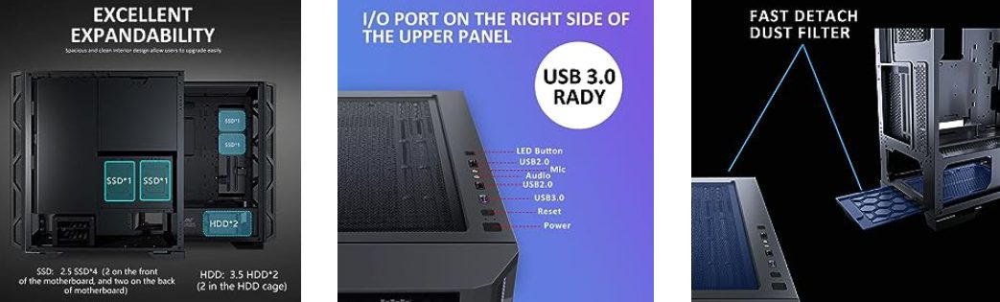 EXCELLENT
EXPANDABILITY
Spacious and clean interior design allow users to upgrade easily
SSD*1
SSD*1
SSD*1
SSD*1
HDD*2
SSD: 2.5 SSD*4 (2 on the front
of the motherboard, and two on the back
of motherboard)
HDD: 3.5 HDD*2
(2 in the HDD cage)
I/O PORT ON THE RIGHT SIDE OF
THE UPPER PANEL
USB 3.0
RADY
LED Button
USB2.0
Mic
Audio
USB2.0
USB3.0
Reset
Power
FAST DETACH
DUST FILTER